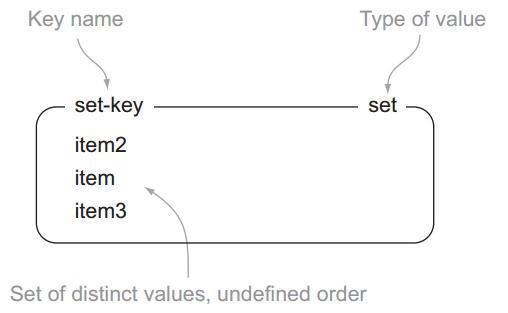 Key name
Type of value
set-key
set
item2
item
item3
Set of distinct values, undefined order